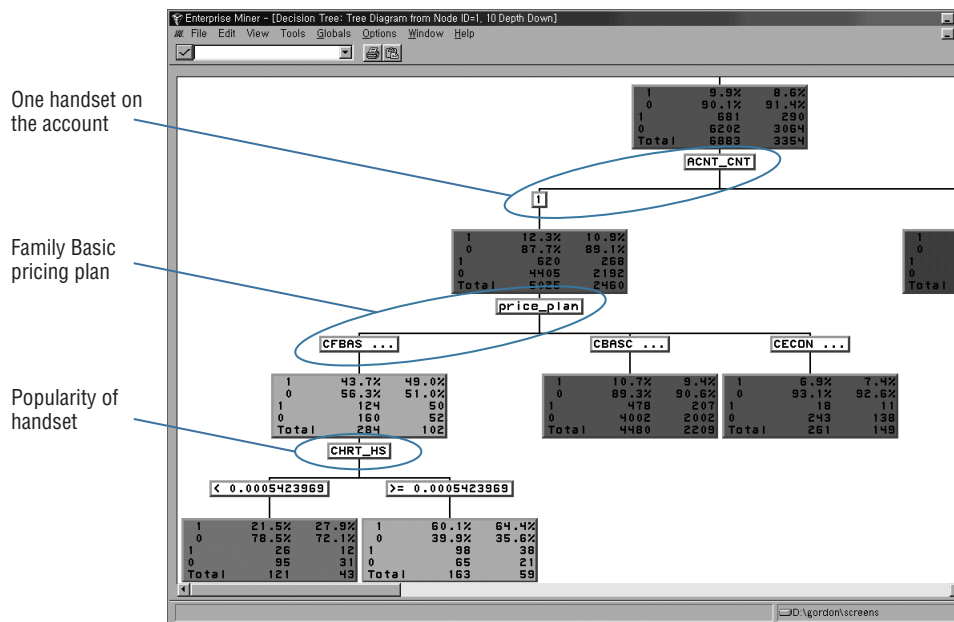 Enterprise Miner - [Decision Tree: Tree Diagram from Node ID=1, 10 Depth Down]
File Edit View Tools Globals Options Window Help
One handset on
the account
1 9.9% 8.6%
0 90.1% 91.4%
1 681 290
0 6202 3064
Total 6883 3354
ACNT_CNT
1
Family Basic
pricing plan
1 12.3% 10.9%
0 87.7% 89.1%
1 620 268
0 4405 2192
Total 5025 2460
1
0
1
0
Total
price_plan
CFBAS ...
CBASC ...
CECON ...
Popularity of
handset
1 43.7% 49.0%
0 56.3% 51.0%
1 124 50
0 160 52
Total 284 102
1 10.7% 9.4%
0 89.3% 90.6%
1 478 207
0 4002 2002
Total 4480 2209
1 6.9% 7.4%
0 93.1% 92.6%
1 18 11
0 243 138
Total 261 149
CHRT_HS
< 0.0005423969
>= 0.0005423969
1 21.5% 27.9%
0 78.5% 72.1%
1 26 12
0 95 31
Total 121 43
1 60.1% 64.4%
0 39.9% 35.6%
1 98 38
0 65 21
Total 163 59
D:\gordon\screens